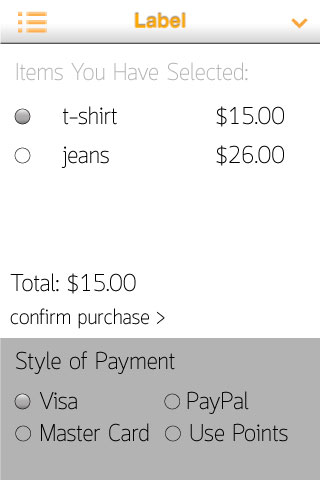 Label
Items You Have Selected:
t-shirt $15.00
jeans $26.00
Total: $15.00
confirm purchase >
Style of Payment
Visa PayPal
Master Card Use Points